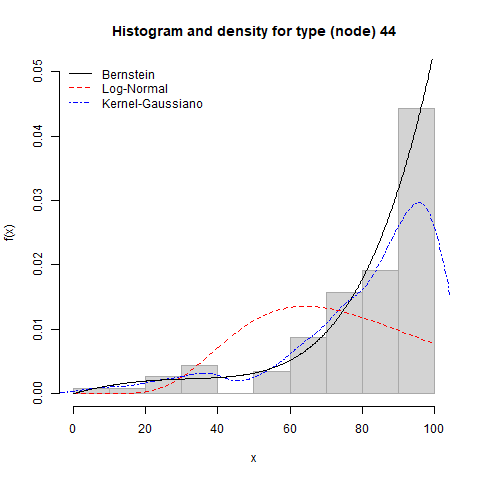 Histogram and density for type (node) 44
Bernstein
Log-Normal
Kernel-Gaussiano
0.05
0.04
0.03
0.02
0.01
0.00
f(x)
0 20 40 60 80 100
x